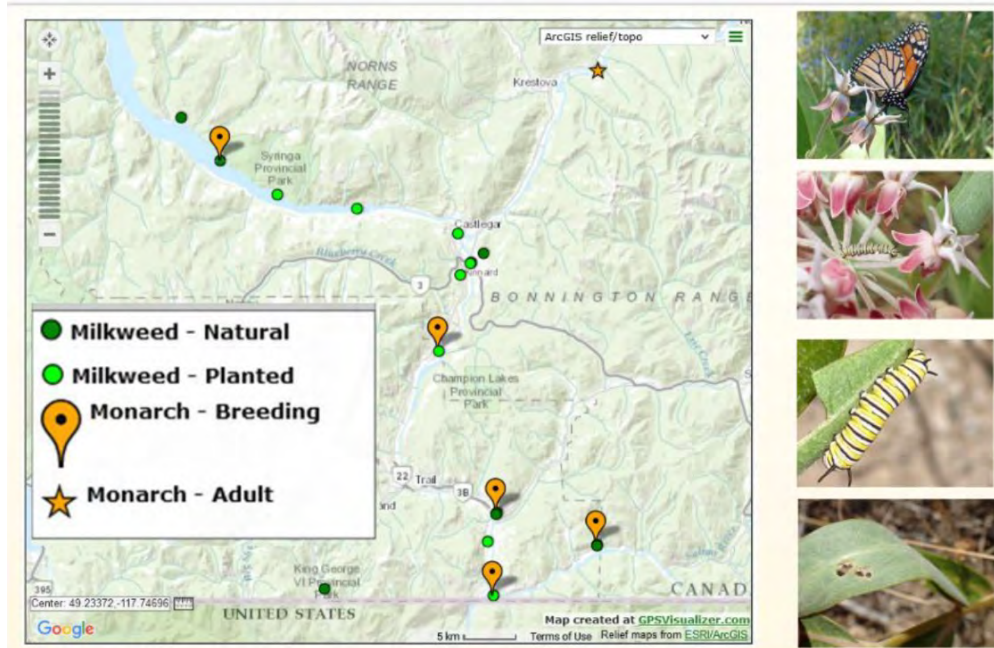 ArcGIS relief/topo
NORNS
RANGE
Krestova
Syringa
Provincial
Park
Castlegar
Blueberry Creek
3
BONNINGTON RANGE
Milkweed - Natural
Milkweed - Planted
Monarch - Breeding
Monarch - Adult
Champion Lakes
Provincial
Park
22
Trail
3B
King George
VI Provincial
Park
395
CANAD
Center: 49.23372,-117.74696
UNITED STATES
Map created at GPSVisualizer.com
Google
5 km
Terms of Use
Relief maps from ESRI/ArcGIS